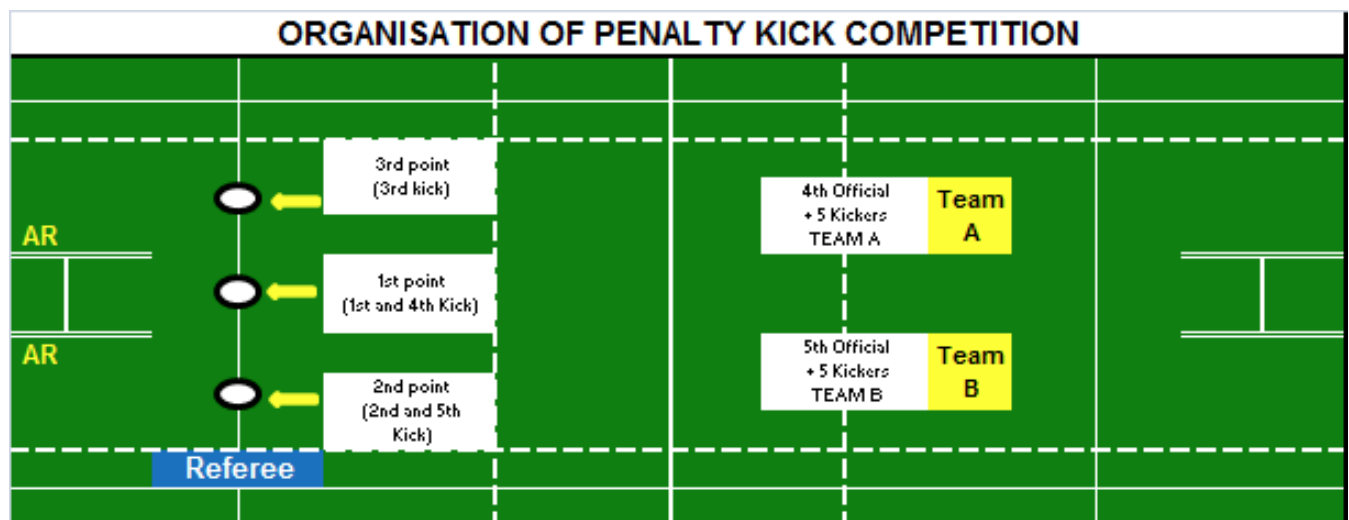 ORGANISATION OF PENALTY KICK COMPETITION
3rd point
(3rd kick)
AR
1st point
(1st and 4th Kick)
AR
2nd point
(2nd and 5th
Kick)
Referee
4th Official
+ 5 Kickers
TEAM A
Team
A
5th Official
+ 5 Kickers
TEAM B
Team
B